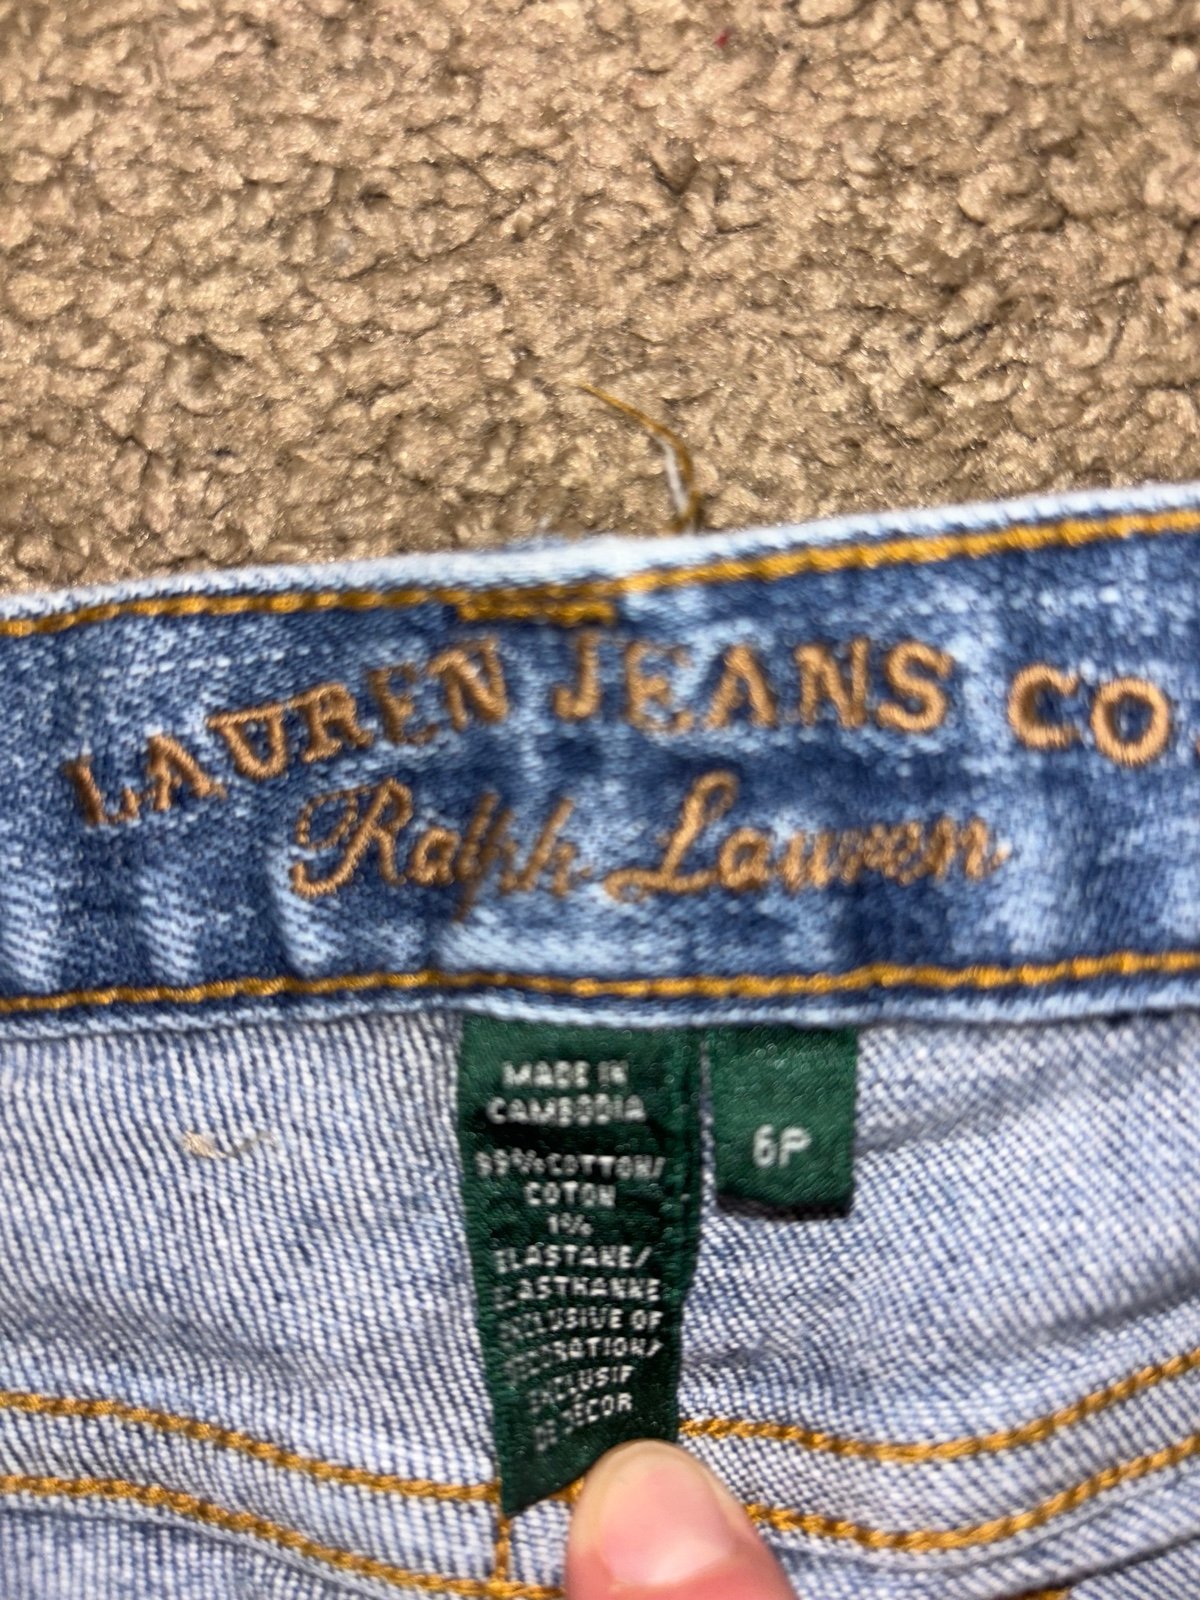 LAUREN JEANS CO.
Ralph Lauren
MADE IN
CAMBODIA
99% COTTON/
COTON
1%
ELASTANE/
ELASTHANNE
EXCLUSIVE OF
DECORATION/
EXCLUSIF
DE DECOR
6P